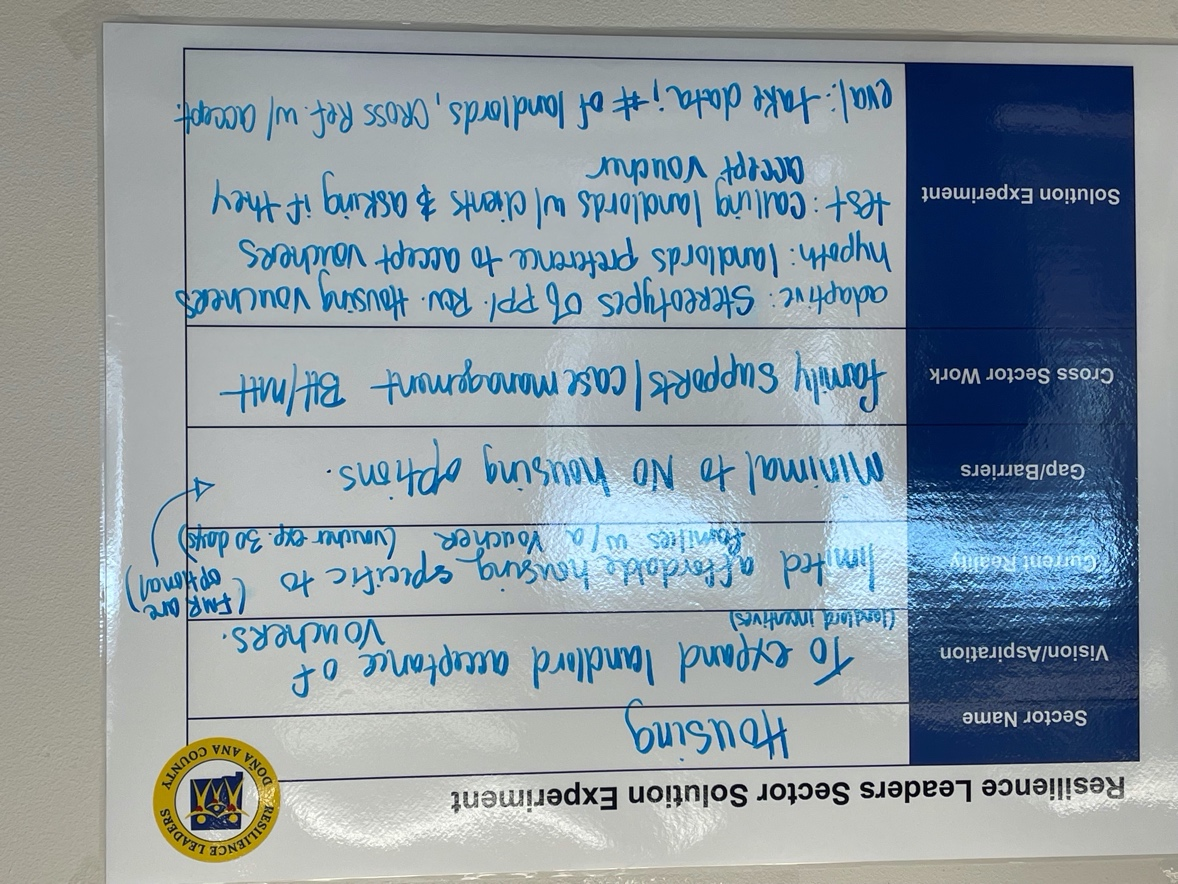 Resilience Leaders Sector Solution Experiment
RESILIENCE LEADERS
DOÑA ANA COUNTY
Sector Name
Housing
Vision/Aspiration
To expand landlord acceptance of
vouchers.
(landlord incentives)
Current Reality
limited affordable housing specific to
families w/a voucher (voucher exp. 30 days)
(FMR are
optional)
Gap/Barriers
Minimal to NO housing options.
Cross Sector Work
family supports/case management BH/MH
Solution Experiment
adaptive: Stereotypes of ppl. Rev. Housing vouchers
hypoth: landlords preference to accept vouchers
test: calling landlords w/ clients & asking if they
accept voucher
eval: take data; # of landlords, CROSS Ref. w/ accept.